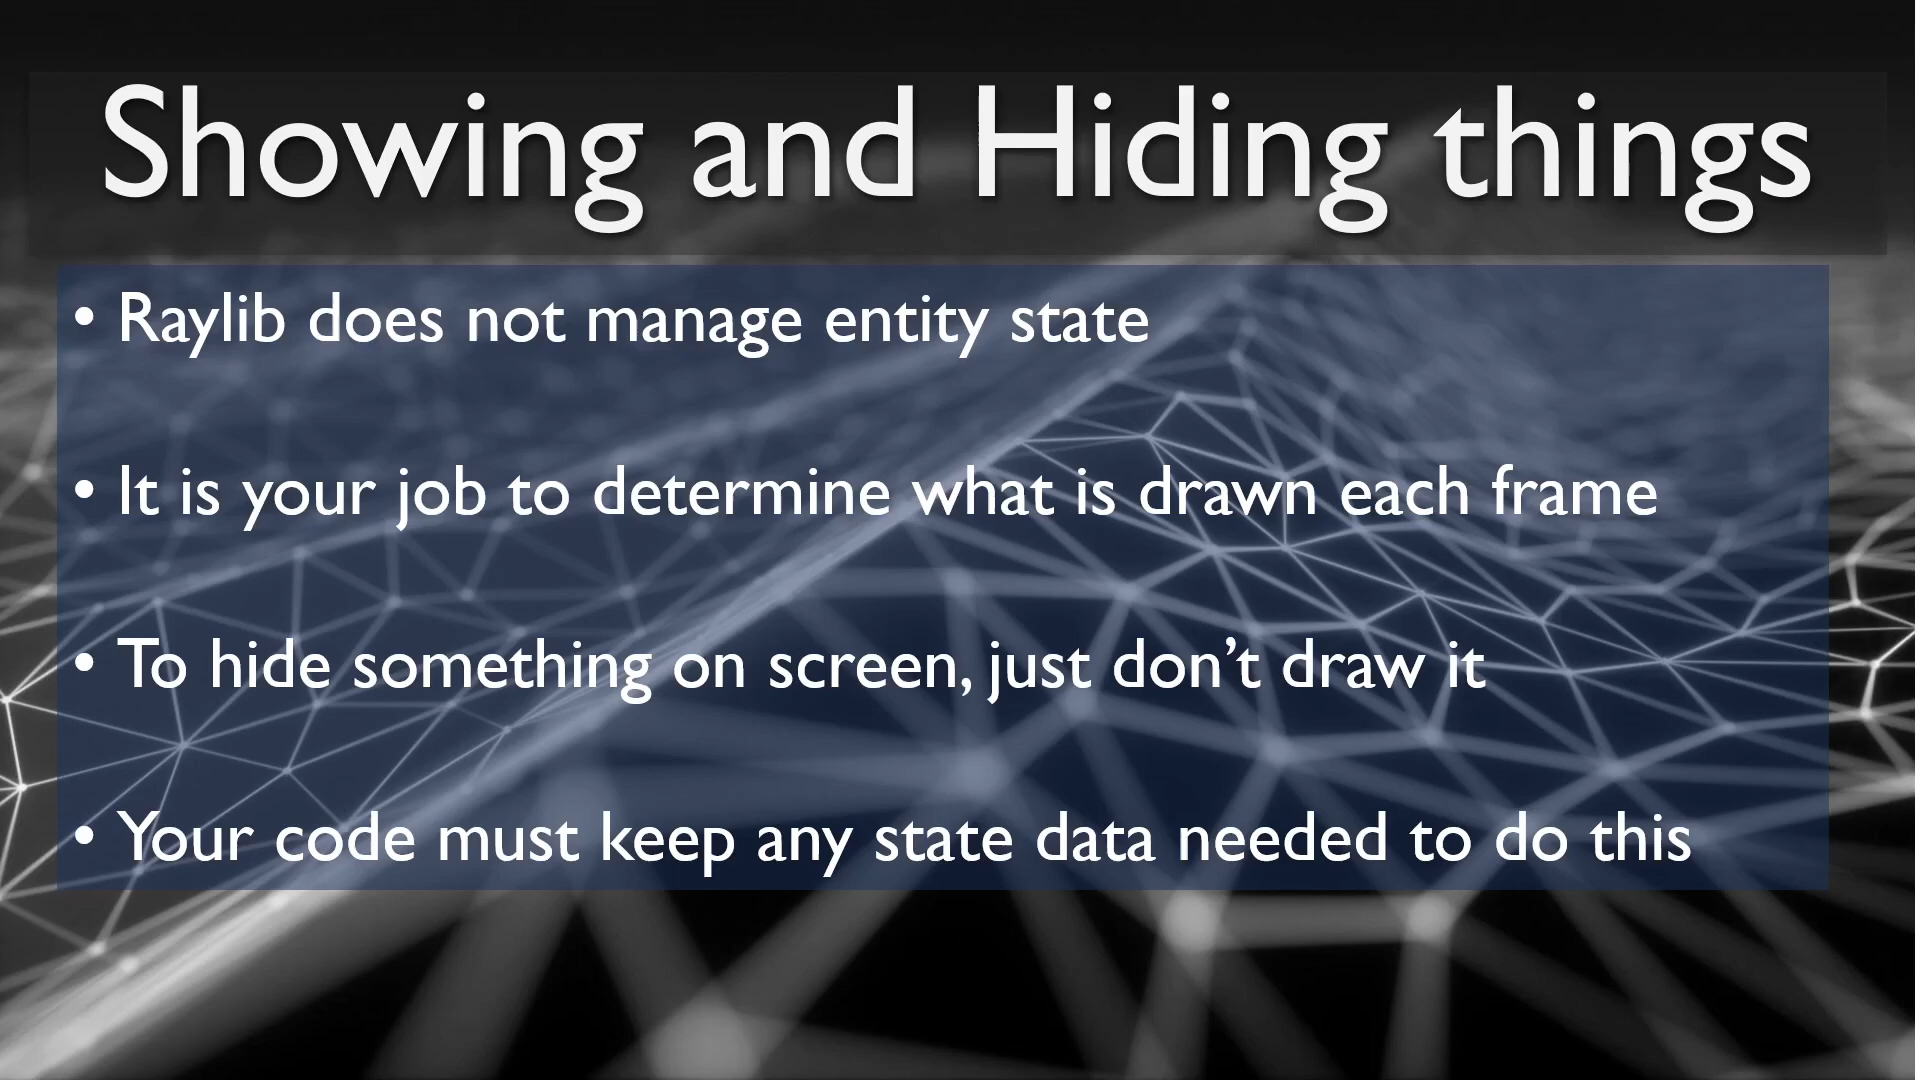 Showing and Hiding things
• Raylib does not manage entity state
• It is your job to determine what is drawn each frame
• To hide something on screen, just don’t draw it
• Your code must keep any state data needed to do this